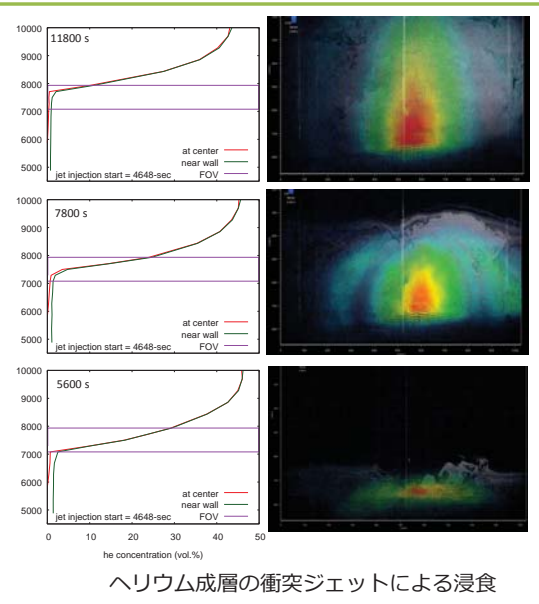 10000
9000
8000
7000
6000
5000
11800 s
at center
near wall
jet injection start = 4648-sec FOV
10000
9000
8000
7000
6000
5000
7800 s
at center
near wall
jet injection start = 4648-sec FOV
10000
9000
8000
7000
6000
5000
5600 s
at center
near wall
jet injection start = 4648-sec FOV
0 10 20 30 40 50
he concentration (vol.%)
ヘリウム成層の衝突ジェットによる浸食